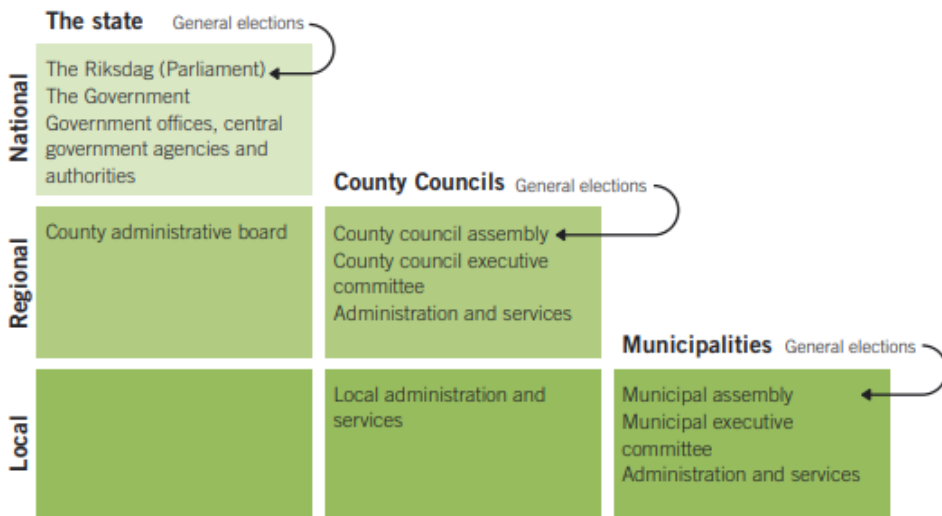 The state General elections
National
The Riksdag (Parliament)
The Government
Government offices, central
government agencies and
authorities
County Councils General elections
Regional
County administrative board
County council assembly
County council executive
committee
Administration and services
Municipalities General elections
Local
Local administration and
services
Municipal assembly
Municipal executive
committee
Administration and services